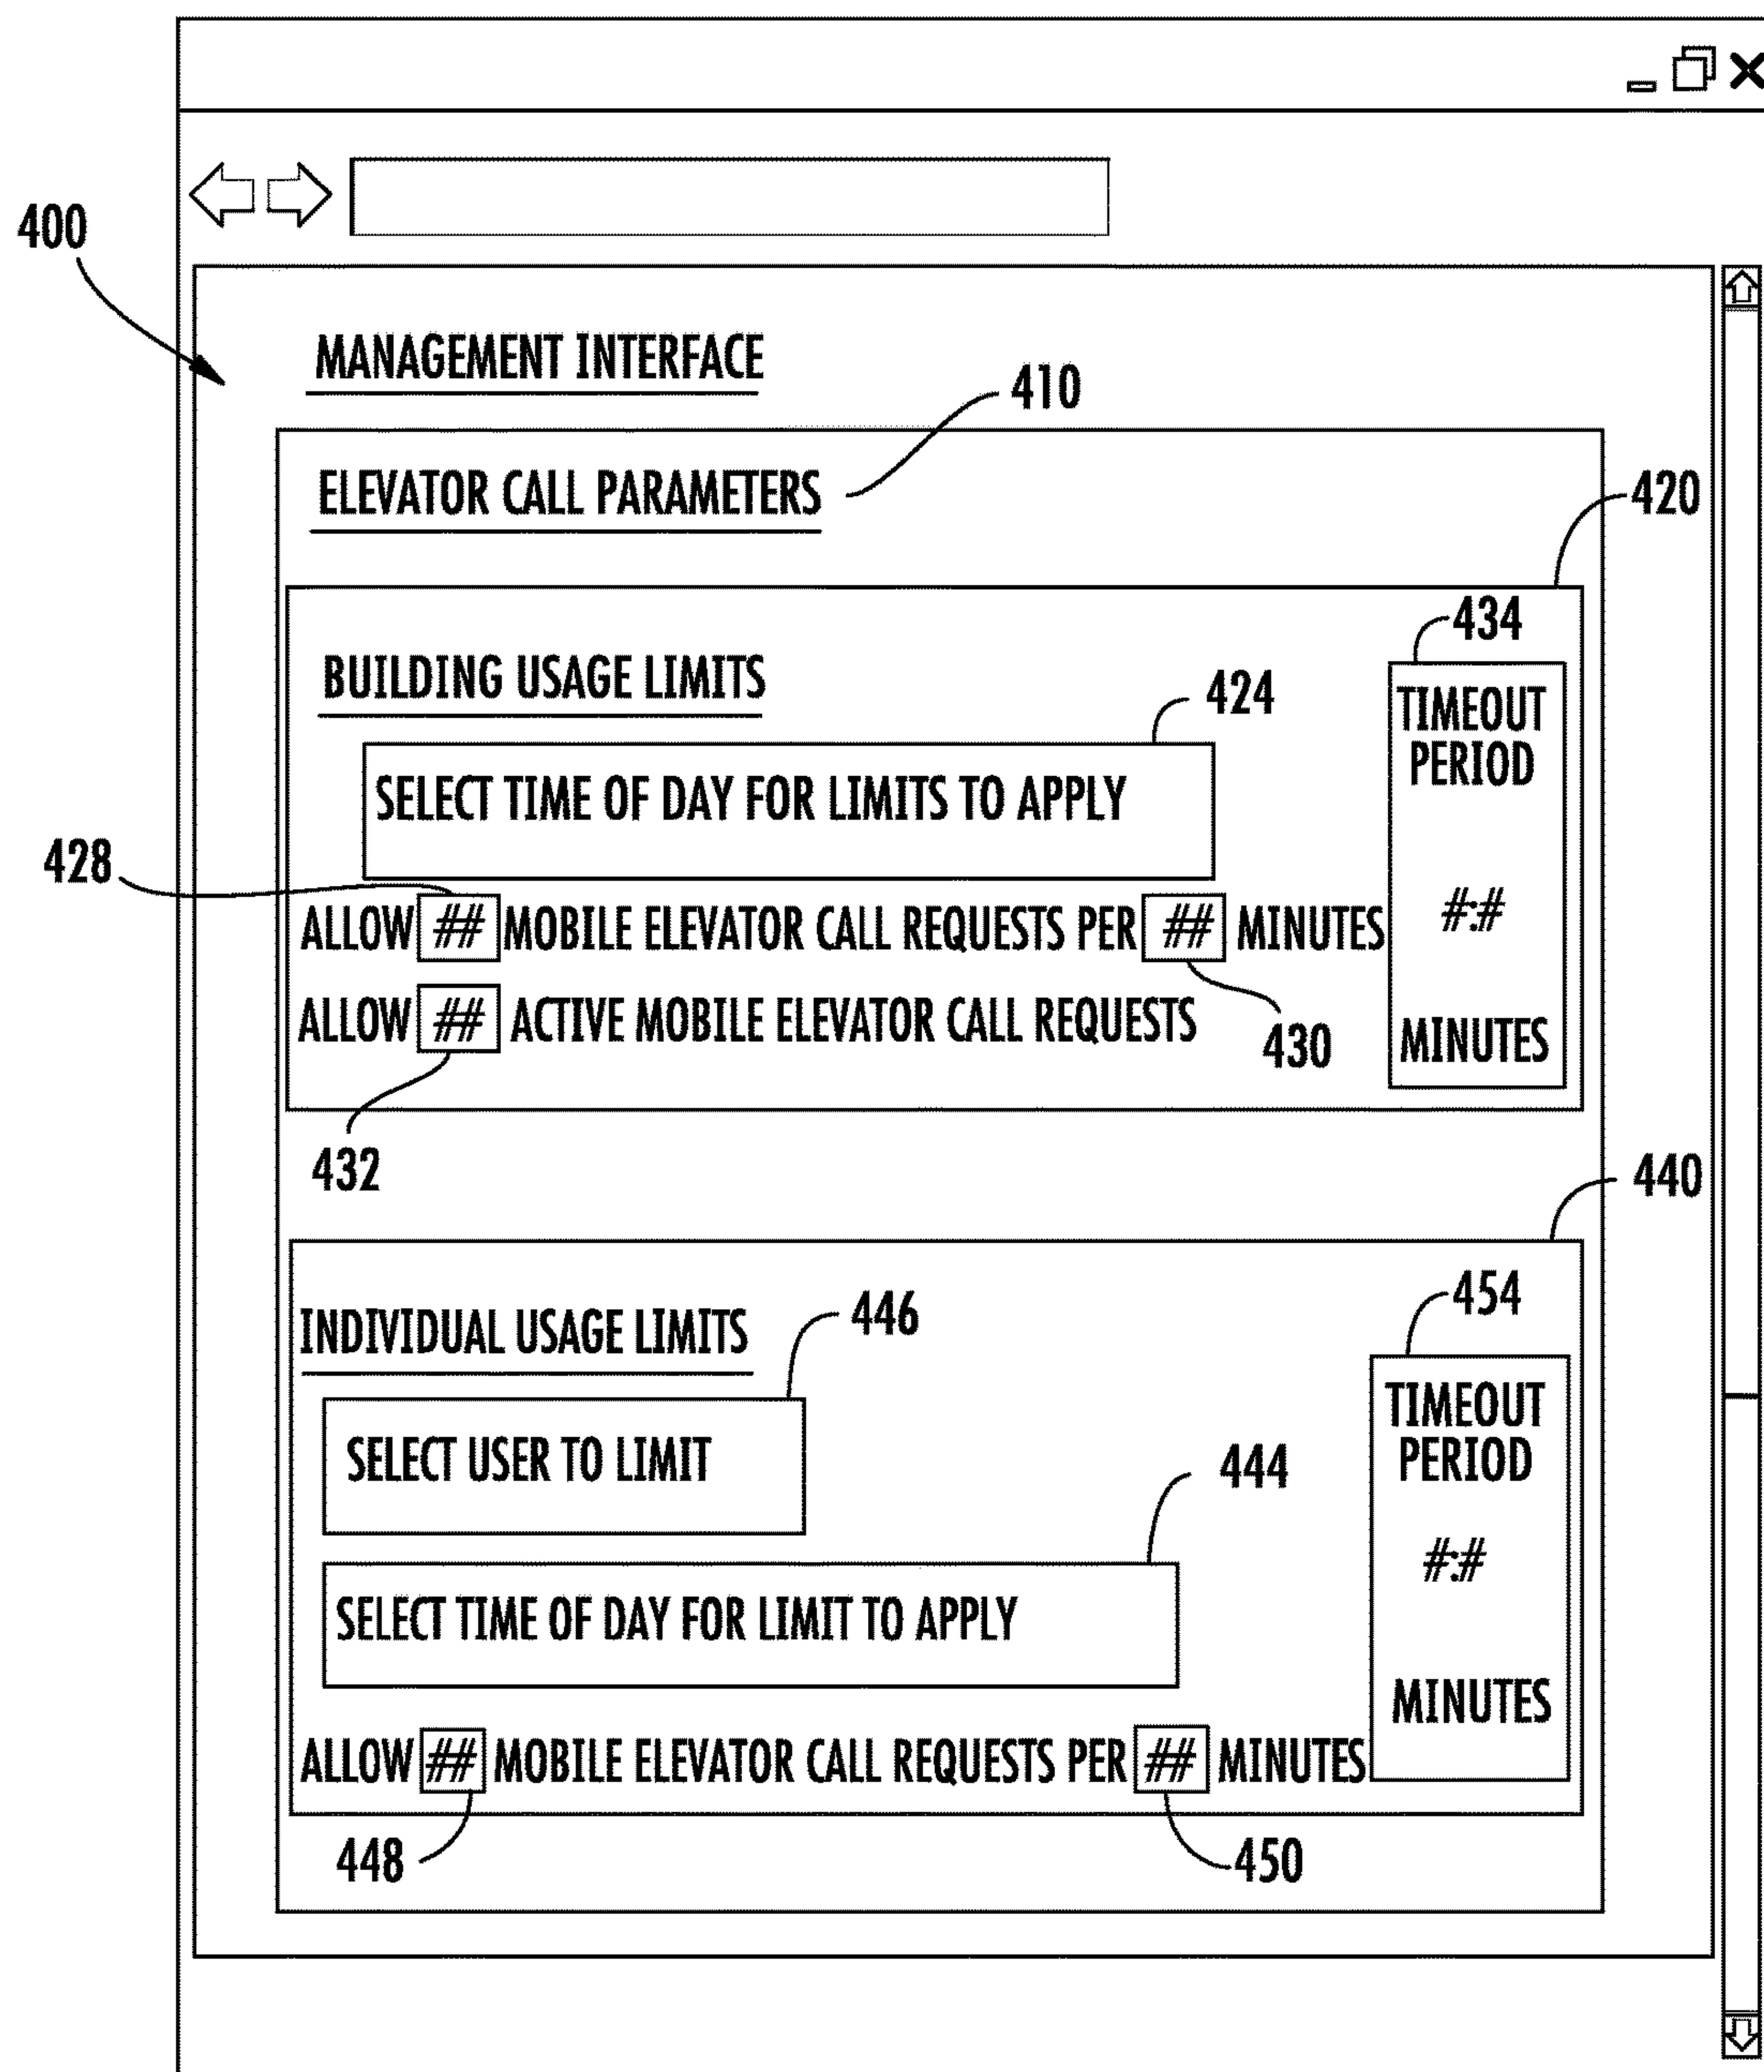 400
MANAGEMENT INTERFACE
410
ELEVATOR CALL PARAMETERS
420
434
BUILDING USAGE LIMITS
424
TIMEOUT
PERIOD
SELECT TIME OF DAY FOR LIMITS TO APPLY
428
ALLOW ## MOBILE ELEVATOR CALL REQUESTS PER ## MINUTES
#:#
ALLOW ## ACTIVE MOBILE ELEVATOR CALL REQUESTS
430
MINUTES
432
440
454
446
INDIVIDUAL USAGE LIMITS
TIMEOUT
PERIOD
SELECT USER TO LIMIT
444
#:#
SELECT TIME OF DAY FOR LIMIT TO APPLY
MINUTES
ALLOW ## MOBILE ELEVATOR CALL REQUESTS PER ## MINUTES
448
450